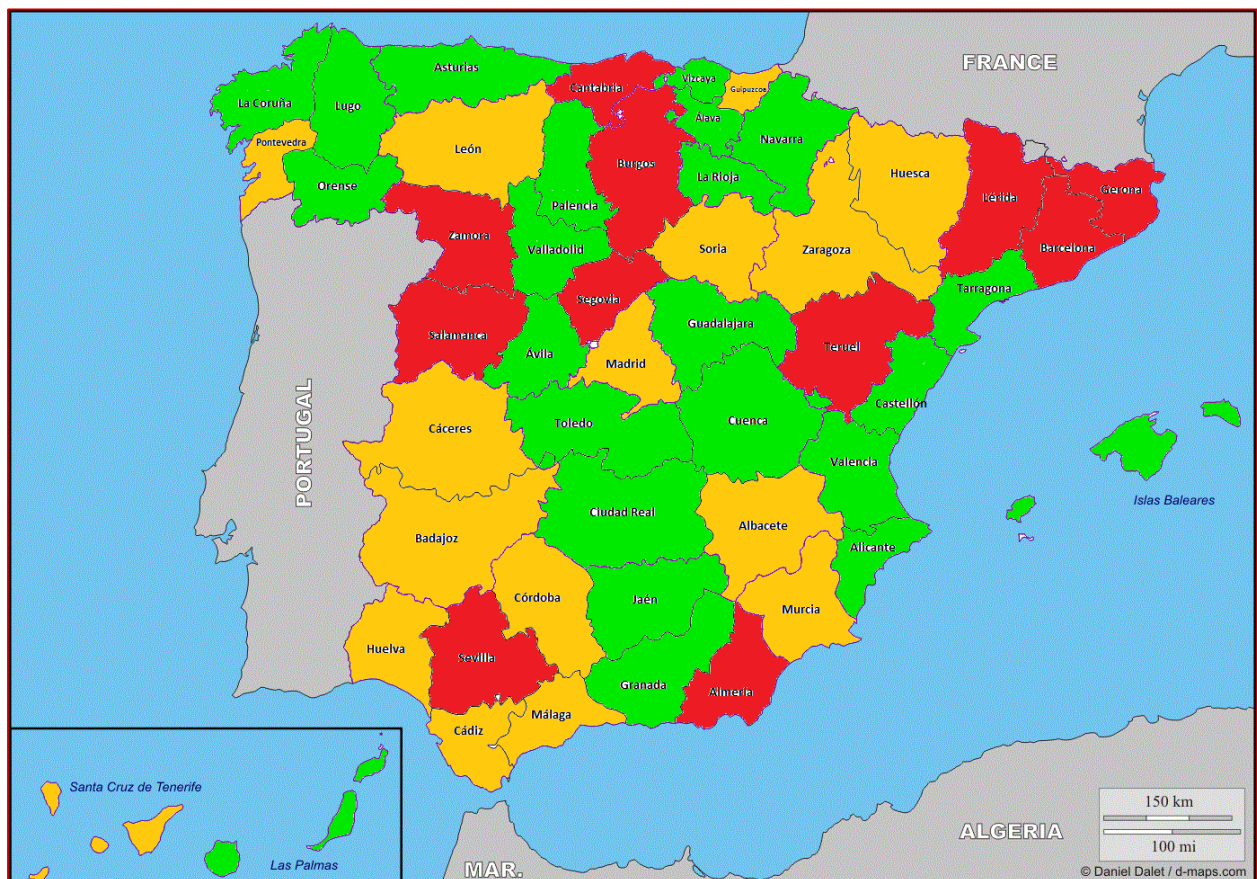 FRANCE
Asturias
Vizcaya
Cantabria
Guipuzcoa
La Coruña
Lugo
Álava
Navarra
Pontevedra
León
Burgos
La Rioja
Huesca
Orense
Palencia
Lérida
Gerona
Zamora
Valladolid
Soria
Zaragoza
Barcelona
Tarragona
Segovia
Guadalajara
Salamanca
Ávila
Madrid
Teruel
Castellón
Cáceres
Toledo
Cuenca
PORTUGAL
Valencia
Islas Baleares
Ciudad Real
Albacete
Badajoz
Alicante
Córdoba
Jaén
Murcia
Huelva
Sevilla
Granada
Almería
Cádiz
Málaga
Santa Cruz de Tenerife
Las Palmas
MAR.
ALGERIA
150 km
100 mi
© Daniel Dalet / d-maps.com